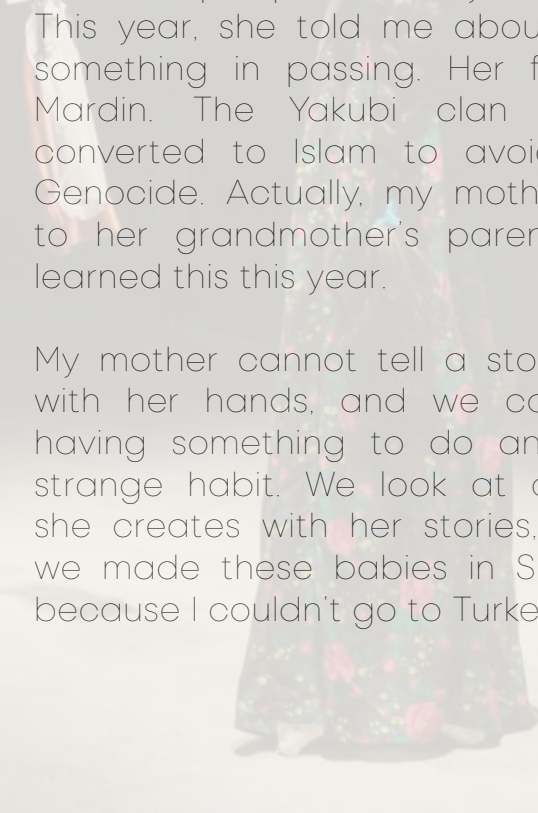 This year, she told me abou
something in passing. Her f
Mardin. The Yakubi clan
converted to Islam to avoi
Genocide. Actually, my moth
to her grandmother's paren
learned this this year.
My mother cannot tell a sto
with her hands, and we co
having something to do an
strange habit. We look at
she creates with her stories,
we made these babies in S
because I couldn't go to Turke